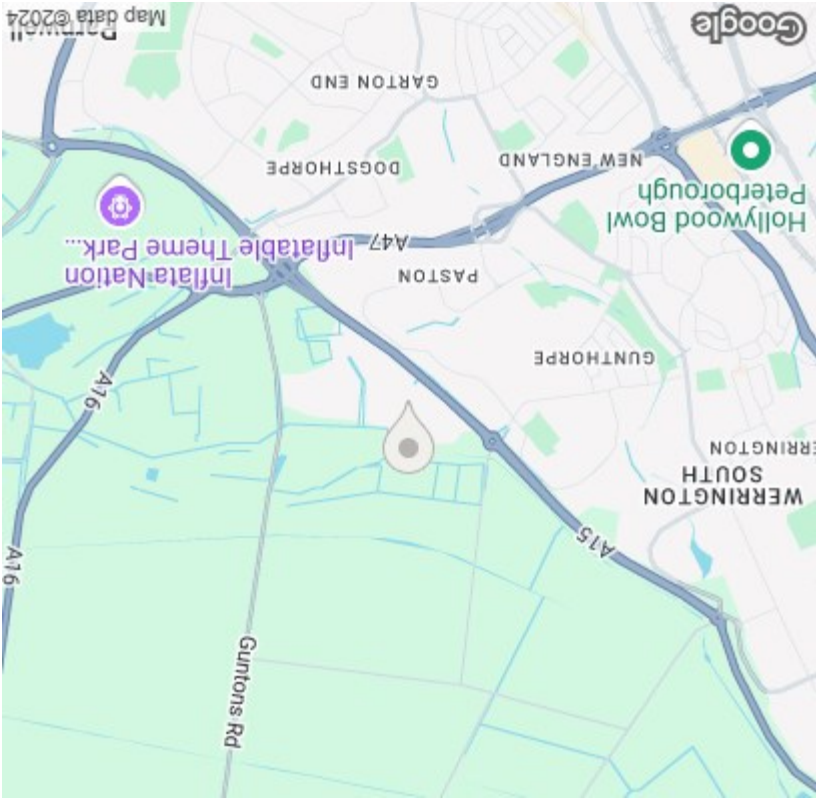 Guntons Rd
A16
A15
WERRINGTON
SOUTH
ERRINGTON
A16
GUNTHORPE
PASTON
Inflata Nation
Inflatable Theme Park...
A47
Hollywood Bowl
Peterborough
DOGSTHORPE
NEW ENGLAND
GARTON END
Google
Map data ©2024